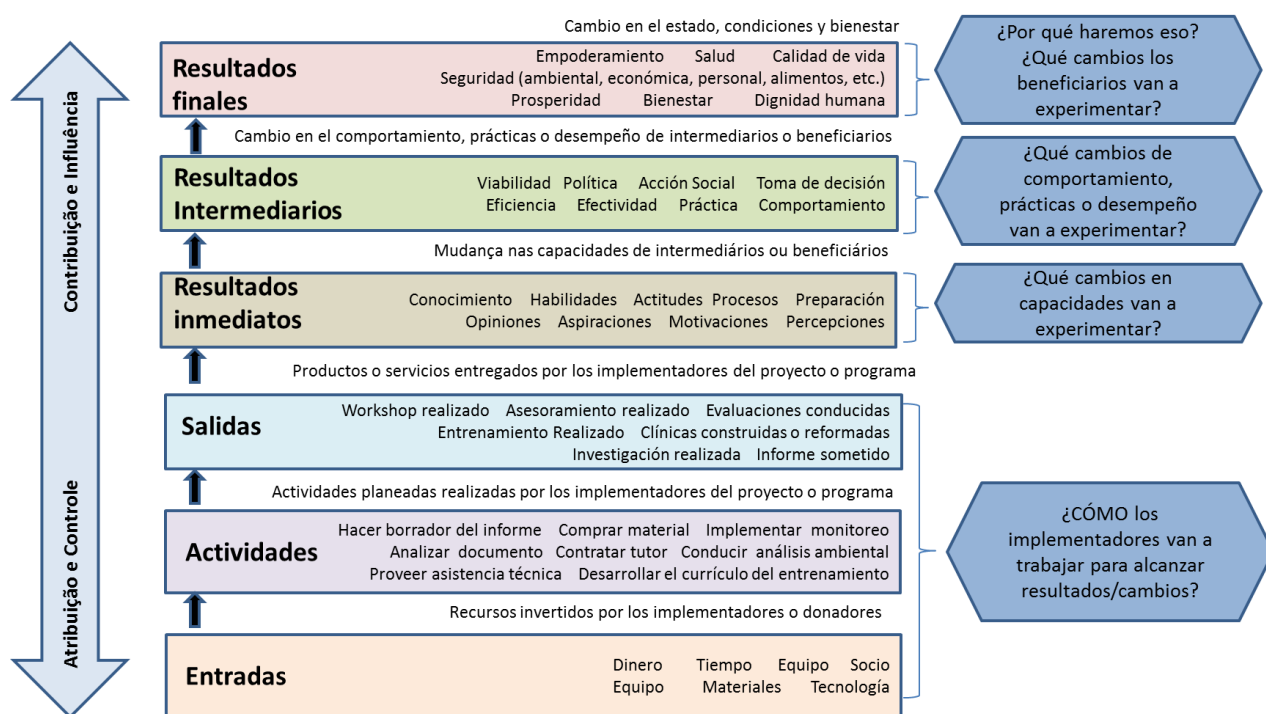 Cambio en el estado, condiciones y bienestar
Resultados
finales
Empoderamiento Salud Calidad de vida
Seguridad (ambiental, económica, personal, alimentos, etc.)
Prosperidad Bienestar Dignidad humana
¿Por qué haremos eso?
¿Qué cambios los
beneficiarios van a
experimentar?
Cambio en el comportamiento, prácticas o desempeño de intermediarios o beneficiarios
Resultados
Intermediarios
Viabilidad Política Acción Social Toma de decisión
Eficiencia Efectividad Práctica Comportamiento
¿Qué cambios de
comportamiento,
prácticas o desempeño
van a experimentar?
Mudança nas capacidades de intermediários ou beneficiários
Resultados
inmediatos
Conocimiento Habilidades Actitudes Procesos Preparación
Opiniones Aspiraciones Motivaciones Percepciones
¿Qué cambios en
capacidades van a
experimentar?
Productos o servicios entregados por los implementadores del proyecto o programa
Salidas
Workshop realizado Asesoramiento realizado Evaluaciones conducidas
Entrenamiento Realizado Clínicas construidas o reformadas
Investigación realizada Informe sometido
Actividades planeadas realizadas por los implementadores del proyecto o programa
Actividades
Hacer borrador del informe Comprar material Implementar monitoreo
Analizar documento Contratar tutor Conducir análisis ambiental
Proveer asistencia técnica Desarrollar el currículo del entrenamiento
¿CÓMO los
implementadores van a
trabajar para alcanzar
resultados/cambios?
Recursos invertidos por los implementadores o donadores
Entradas
Dinero Tiempo Equipo Socio
Equipo Materiales Tecnología
Contribuição e Influência
Atribuição e Controle